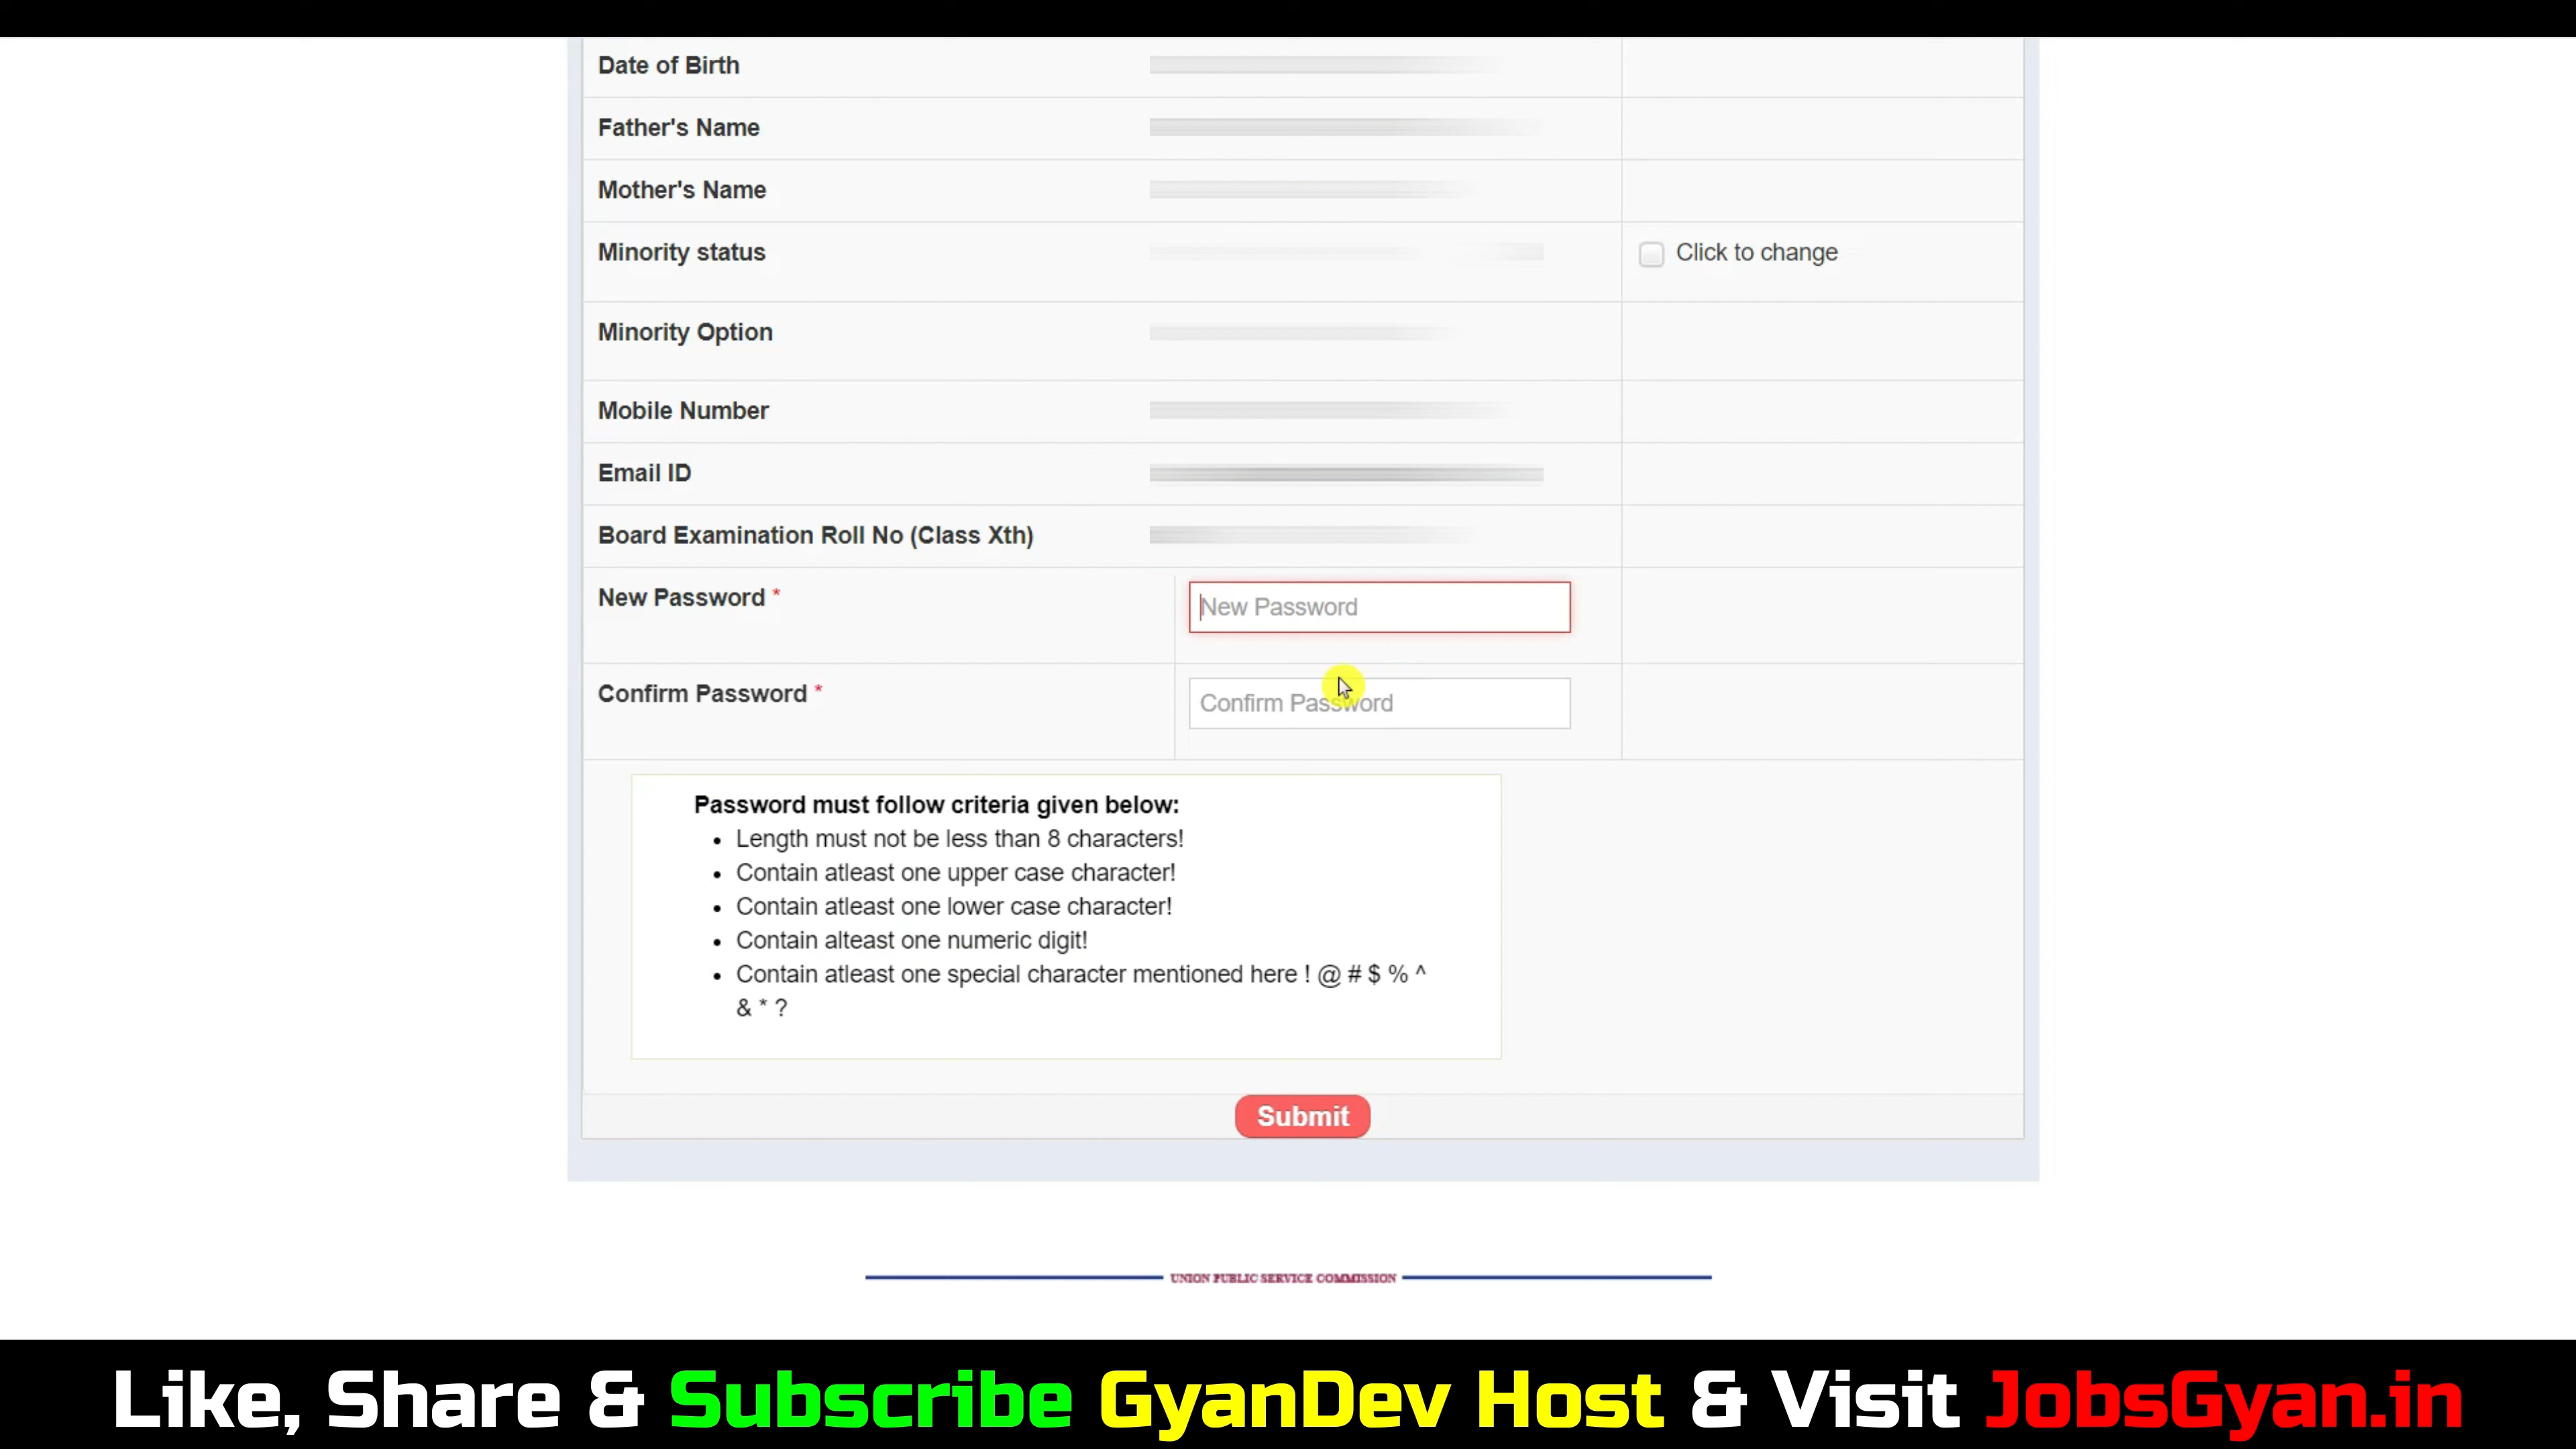 Date of Birth
Father's Name
Mother's Name
Minority status
Click to change
Minority Option
Mobile Number
Email ID
Board Examination Roll No (Class Xth)
New Password *
New Password
Confirm Password *
Confirm Password
Password must follow criteria given below:
• Length must not be less than 8 characters!
• Contain atleast one upper case character!
• Contain atleast one lower case character!
• Contain alteast one numeric digit!
• Contain atleast one special character mentioned here ! @ # $ % ^
& * ?
Submit
UNION PUBLIC SERVICE COMMISSION
Like, Share & Subscribe GyanDev Host & Visit JobsGyan.in